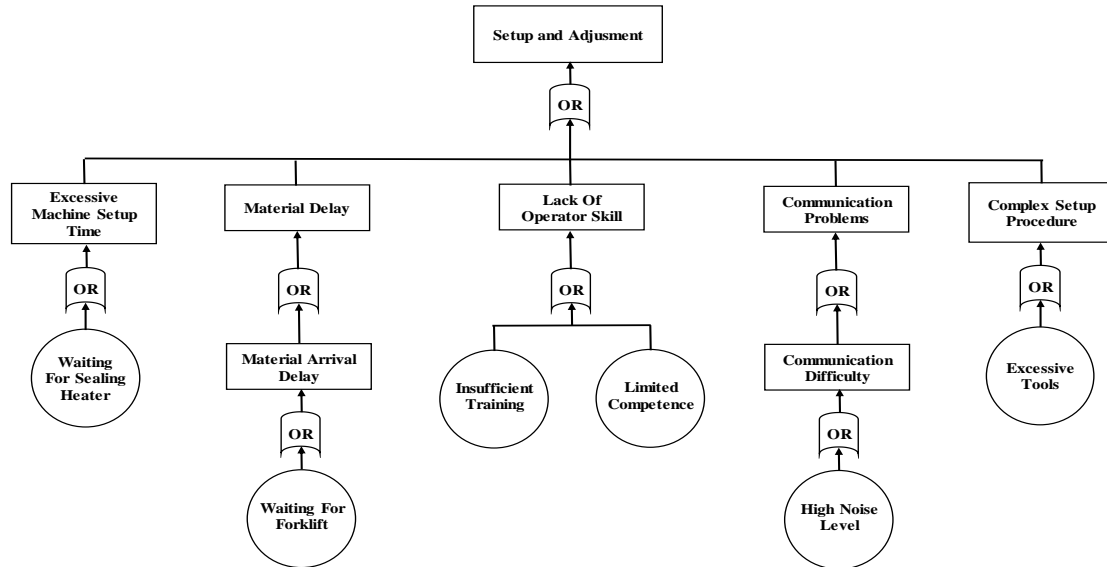 Setup and Adjusment
OR
Excessive
Machine Setup
Time
Material Delay
Lack Of
Operator Skill
Communication
Problems
Complex Setup
Procedure
OR
OR
OR
OR
OR
Waiting
For Sealing
Heater
Material Arrival
Delay
Insufficient
Training
Limited
Competence
Communication
Difficulty
Excessive
Tools
OR
OR
Waiting For
Forklift
High Noise
Level